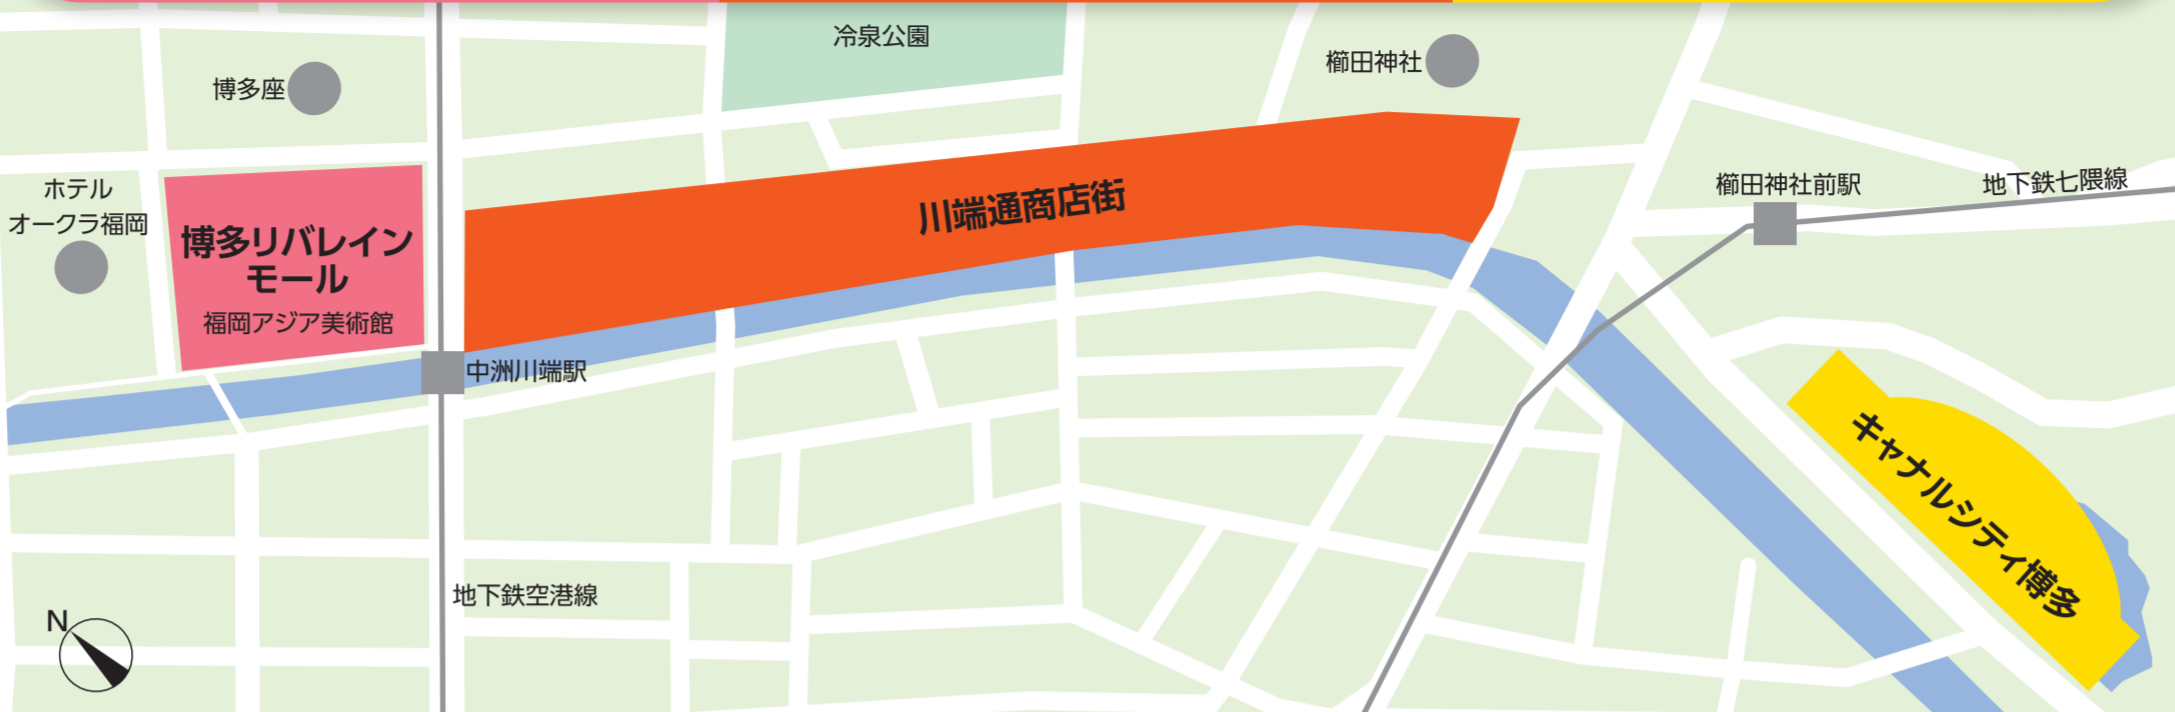 冷泉公園
櫛田神社
博多座
ホテル
オークラ福岡
博多リバレイン
モール
福岡アジア美術館
川端通商店街
櫛田神社前駅
地下鉄七隈線
中洲川端駅
キャナルシティ博多
地下鉄空港線
N